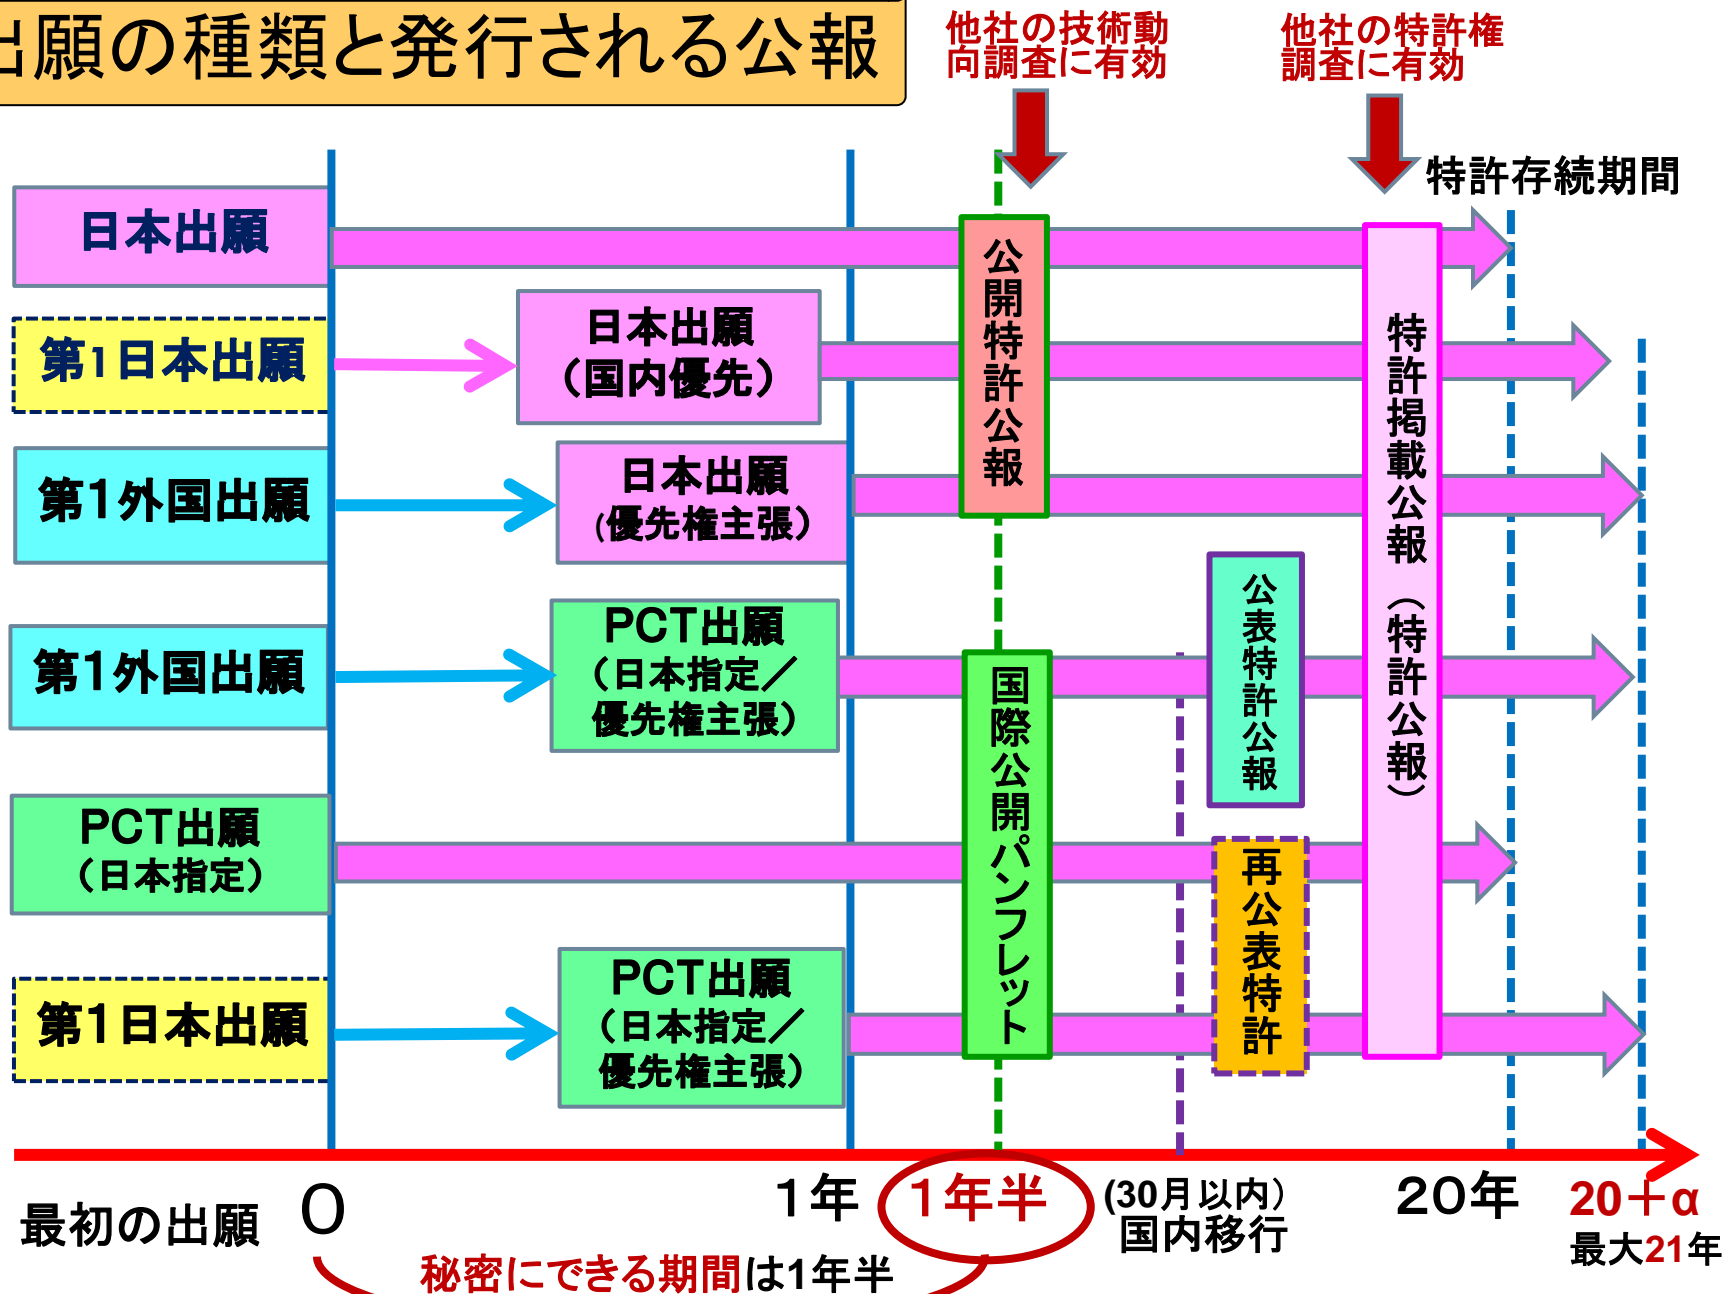 出願の種類と発行される公報
他社の技術動
向調査に有効
他社の特許権
調査に有効
特許存続期間
日本出願
第1日本出願
日本出願
（国内優先）
第1外国出願
日本出願
(優先権主張）
第1外国出願
PCT出願
（日本指定／
優先権主張）
PCT出願
（日本指定）
第1日本出願
PCT出願
（日本指定／
優先権主張）
公開特許公報
国際公開パンフレット
公表特許公報
再公表特許
特許掲載公報（特許公報）
最初の出願
0
1年
1年半
(30月以内）
国内移行
20年
20＋α
最大21年
秘密にできる期間は1年半